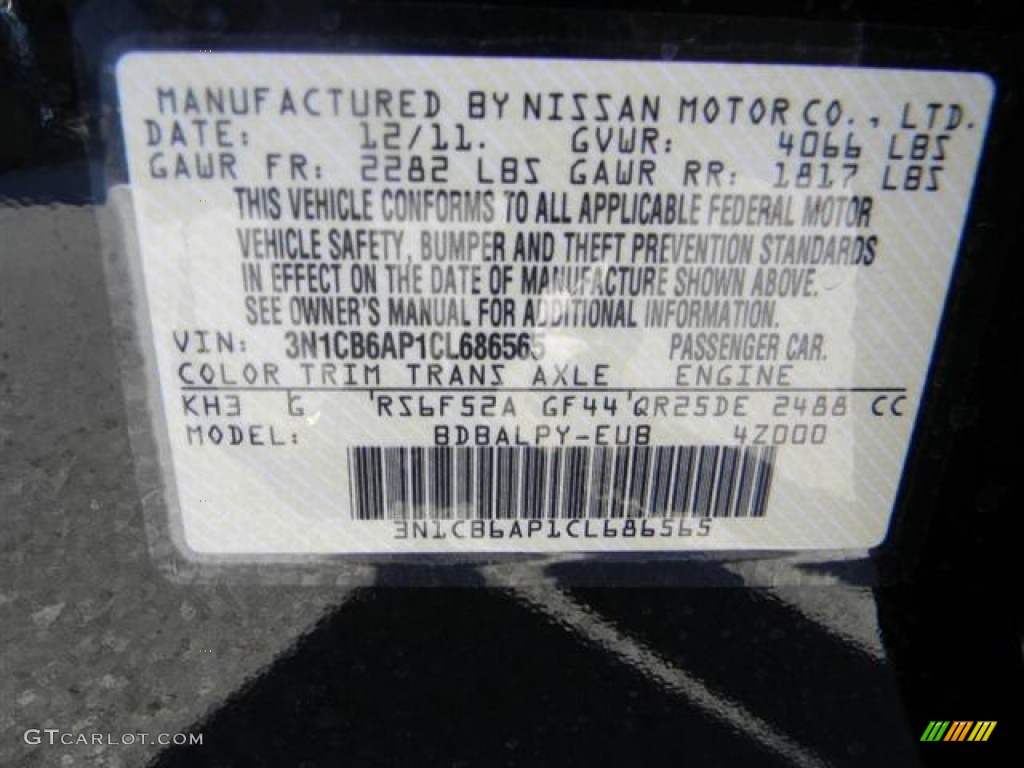 MANUFACTURED BY NISSAN MOTOR CO., LTD.
DATE: 12/11. GVWR: 4066 LBS
GAWR FR: 2282 LBS GAWR RR: 1817 LBS
THIS VEHICLE CONFORMS TO ALL APPLICABLE FEDERAL MOTOR
VEHICLE SAFETY, BUMPER AND THEFT PREVENTION STANDARDS
IN EFFECT ON THE DATE OF MANUFACTURE SHOWN ABOVE.
SEE OWNER'S MANUAL FOR ADDITIONAL INFORMATION.
VIN: 3N1CB6AP1CL686565 PASSENGER CAR.
COLOR TRIM TRANS AXLE ENGINE
KH3 G 'RS6F52A GF44'QR25DE 2488 CC
MODEL: BDBALPY-EUB 4Z000
3N1CB6AP1CL686565
GTCARLOT.COM